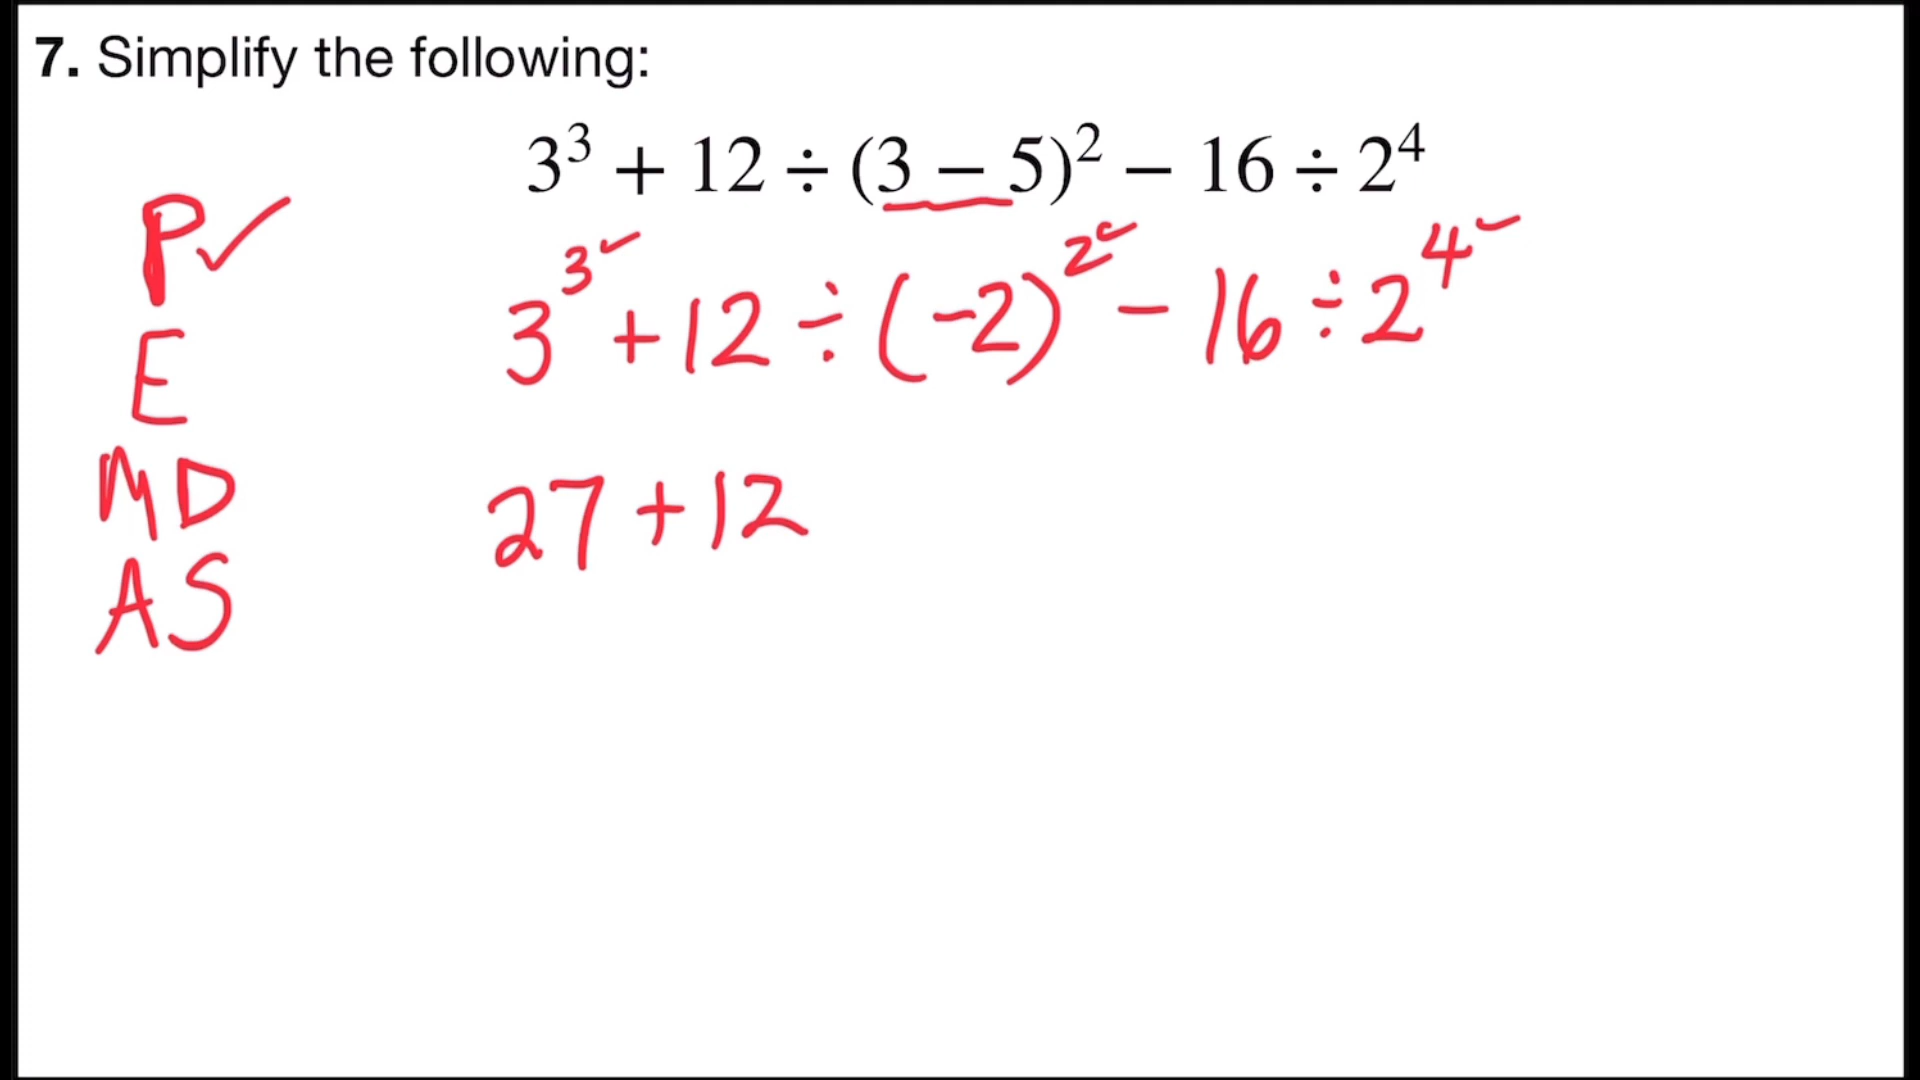 7. Simplify the following:
3³ + 12 ÷ (3 − 5)² − 16 ÷ 2⁴
P✓
3³✓ + 12 ÷ (-2)²✓ − 16 ÷ 2⁴✓
E
MD
27 + 12
AS